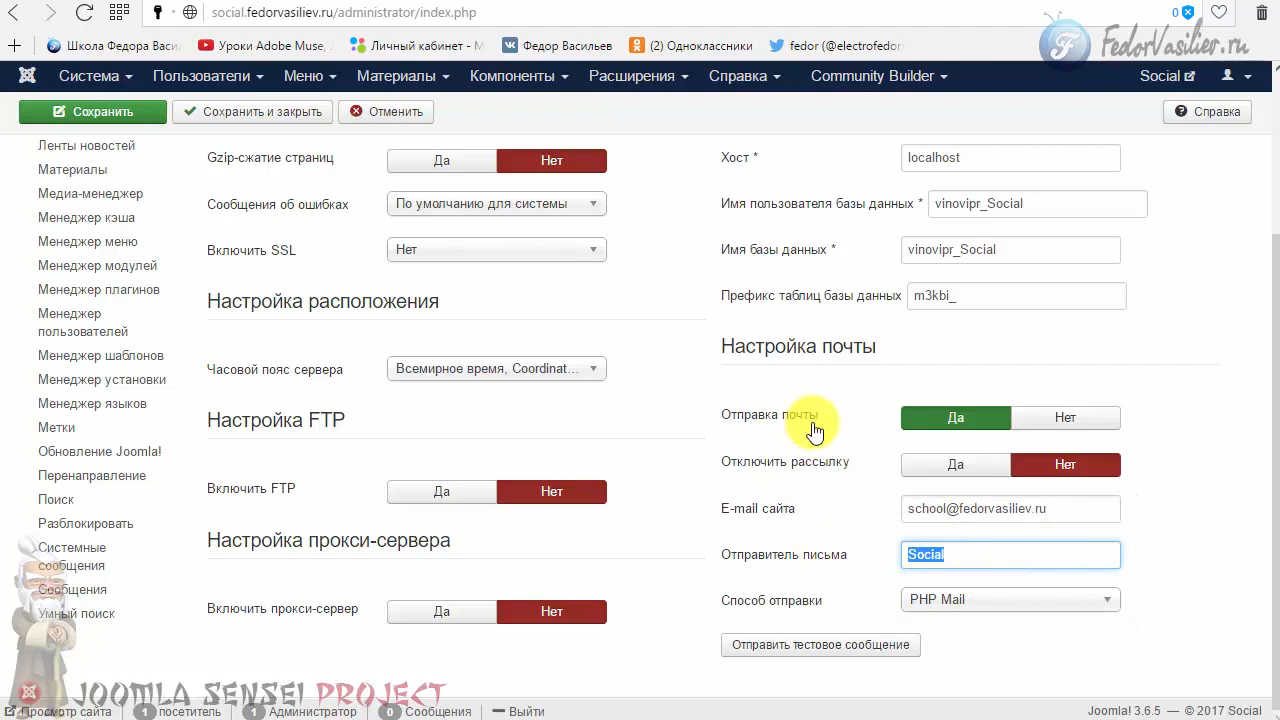 social.fedorvasiliev.ru/administrator/index.php
0
Школа Федора Васи
Уроки Adobe Muse,
Личный кабинет - М
Федор Васильев
(2) Одноклассники
fedor (@electrofedor
FedorVasiliev.ru
Система
Пользователи
Меню
Материалы
Компоненты
Расширения
Справка
Community Builder
Social
Сохранить
Сохранить и закрыть
Отменить
Справка
Ленты новостей
Материалы
Медиа-менеджер
Менеджер кэша
Менеджер меню
Менеджер модулей
Менеджер плагинов
Менеджер
пользователей
Менеджер шаблонов
Менеджер установки
Менеджер языков
Метки
Обновление Joomla!
Перенаправление
Поиск
Разблокировать
Системные
сообщения
Сообщения
Умный поиск
Gzip-сжатие страниц
Да
Нет
Сообщения об ошибках
По умолчанию для системы
Включить SSL
Нет
Настройка расположения
Часовой пояс сервера
Всемирное время, Coordinat...
Настройка FTP
Включить FTP
Да
Нет
Настройка прокси-сервера
Включить прокси-сервер
Да
Нет
Хост *
localhost
Имя пользователя базы данных *
vinovipr_Social
Имя базы данных *
vinovipr_Social
Префикс таблиц базы данных
m3kbi_
Настройка почты
Отправка почты
Да
Нет
Отключить рассылку
Да
Нет
E-mail сайта
school@fedorvasiliev.ru
Отправитель письма
Social
Способ отправки
PHP Mail
Отправить тестовое сообщение
JOOMLA SENSEI PROJECT
Просмотр сайта
1 посетитель
1 Администратор
0 Сообщения
Выйти
Joomla! 3.6.5 — © 2017 Social